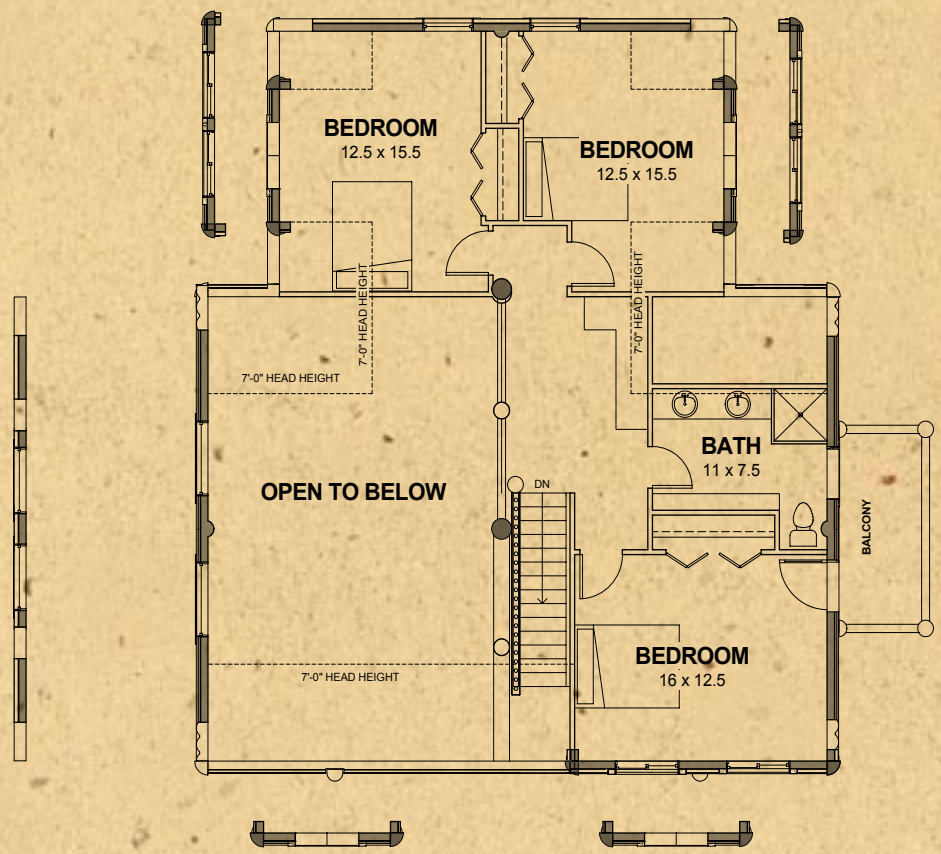 BEDROOM
12.5 x 15.5
BEDROOM
12.5 x 15.5
7'-0" HEAD HEIGHT
7'-0" HEAD HEIGHT
7'-0" HEAD HEIGHT
BATH
11 x 7.5
OPEN TO BELOW
DN
BALCONY
BEDROOM
16 x 12.5
7'-0" HEAD HEIGHT